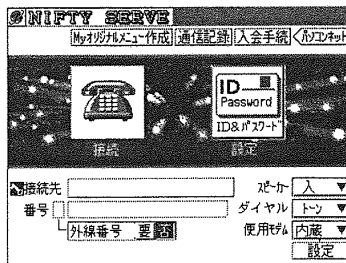 @NIFTY SERVE
Myオリジナルメニュー作成 通信記録 入会手続 パソコンネット
ID
Password
ID&パスワード
接続 設定
接続先 スピーカー 入 ▼
番号 ダイヤル トーン ▼
外線番号 要 否 使用モデム 内蔵 ▼
設定